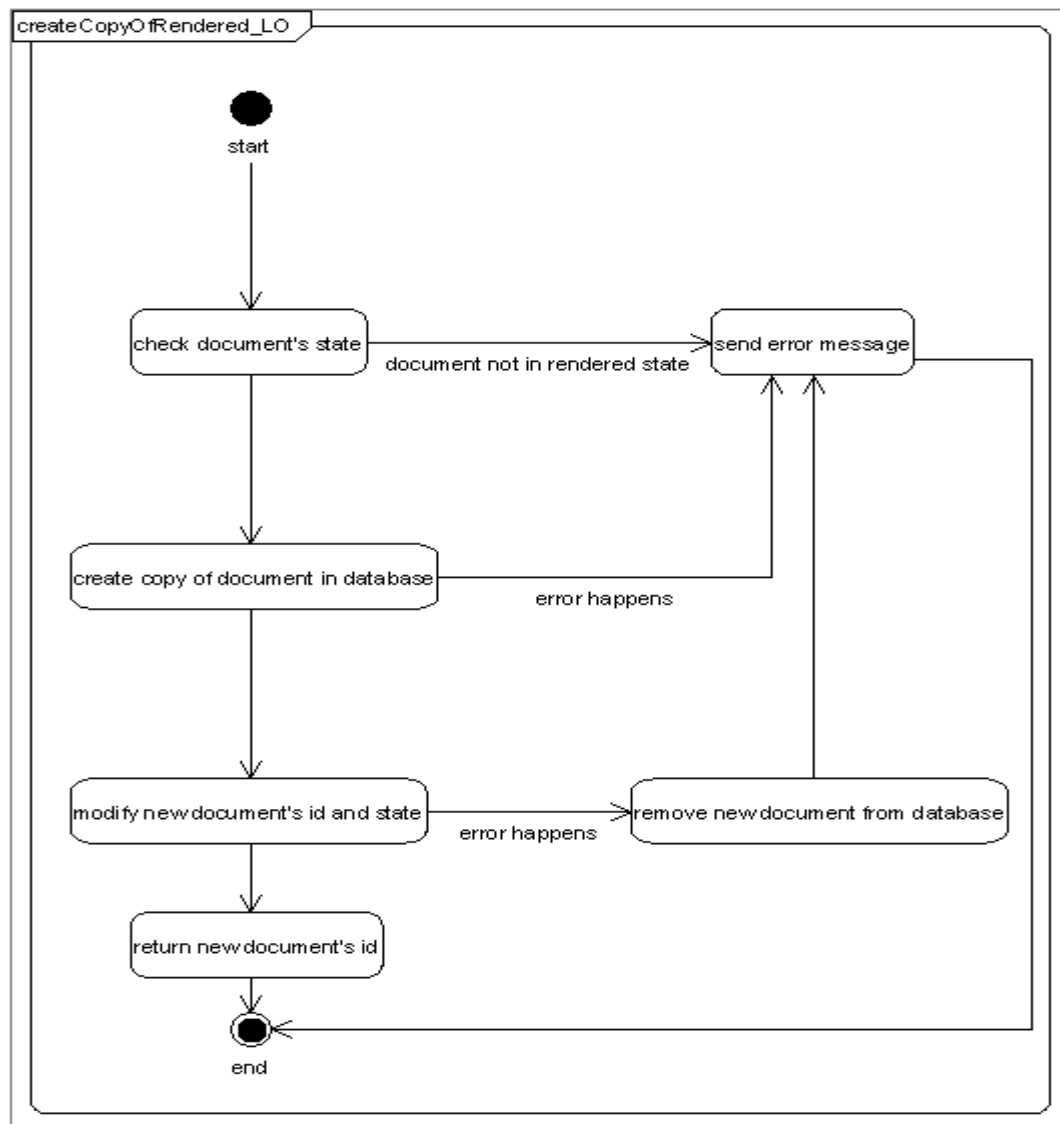 createCopyOfRendered_LO
start
check document's state
document not in rendered state
send error message
create copy of document in database
error happens
modify new document's id and state
error happens
remove new document from database
return new document's id
end